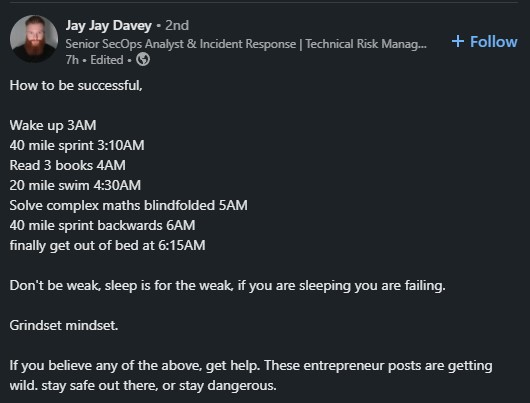 Jay Jay Davey • 2nd
Senior SecOps Analyst & Incident Response | Technical Risk Manag...
7h • Edited •
+ Follow
How to be successful,
Wake up 3AM
40 mile sprint 3:10AM
Read 3 books 4AM
20 mile swim 4:30AM
Solve complex maths blindfolded 5AM
40 mile sprint backwards 6AM
finally get out of bed at 6:15AM
Don't be weak, sleep is for the weak, if you are sleeping you are failing.
Grindset mindset.
If you believe any of the above, get help. These entrepreneur posts are getting
wild. stay safe out there, or stay dangerous.